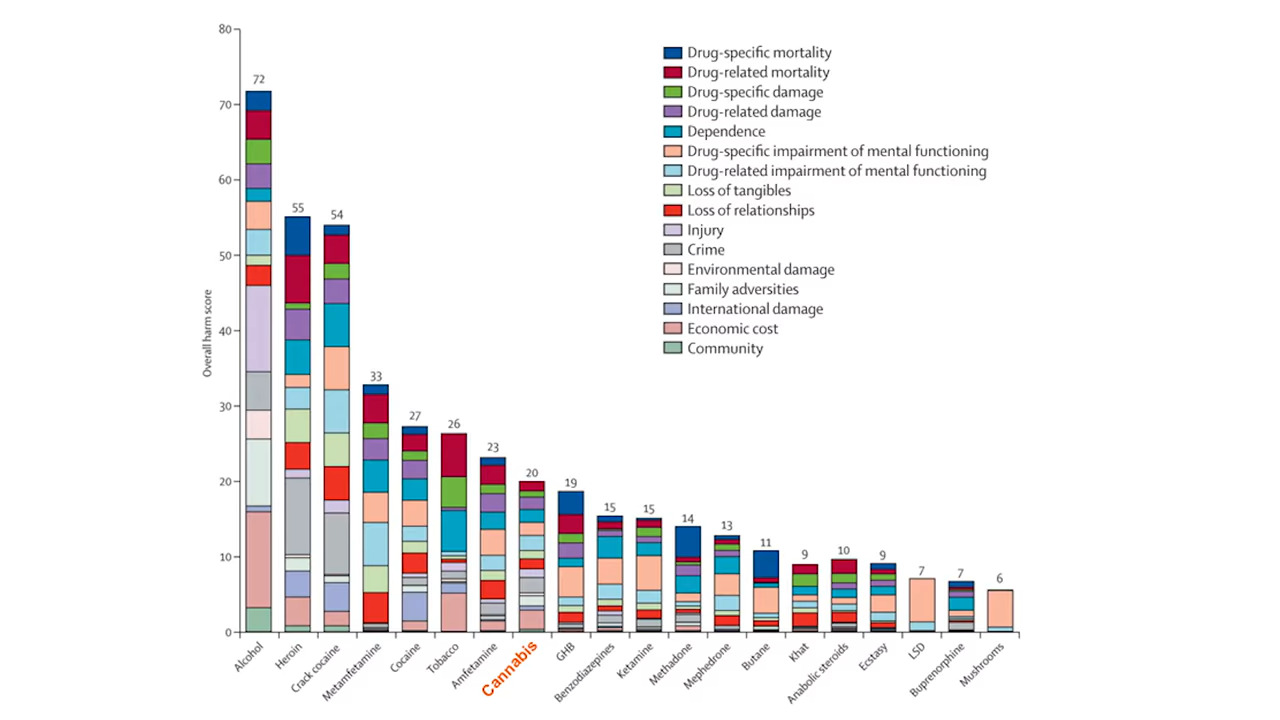 80
70
60
50
40
30
20
10
0
Overall harm score
72
55
54
33
27
26
23
20
19
15
15
14
13
11
9
10
9
7
7
6
Drug-specific mortality
Drug-related mortality
Drug-specific damage
Drug-related damage
Dependence
Drug-specific impairment of mental functioning
Drug-related impairment of mental functioning
Loss of tangibles
Loss of relationships
Injury
Crime
Environmental damage
Family adversities
International damage
Economic cost
Community
Alcohol
Heroin
Crack cocaine
Metamfetamine
Cocaine
Tobacco
Amfetamine
Cannabis
GHB
Benzodiazepines
Ketamine
Methadone
Mephedrone
Butane
Khat
Anabolic steroids
Ecstasy
LSD
Buprenorphine
Mushrooms